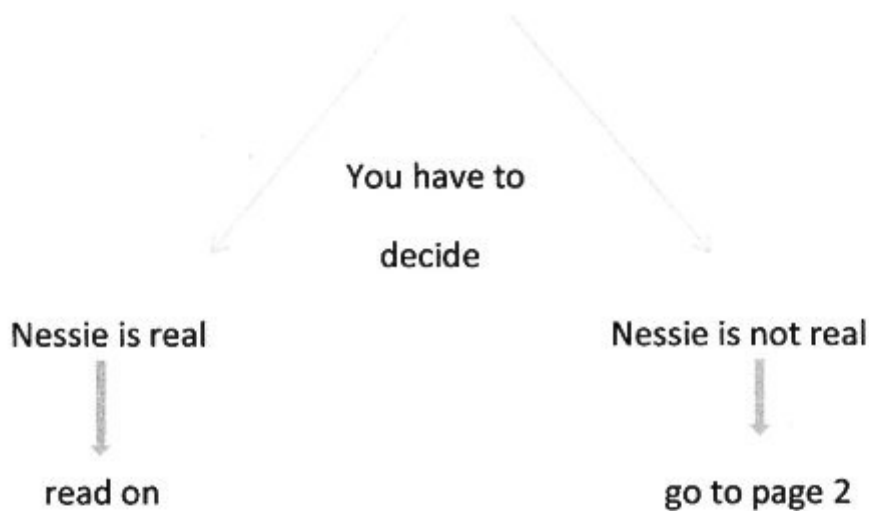 You have to
decide
Nessie is real
Nessie is not real
read on
go to page 2